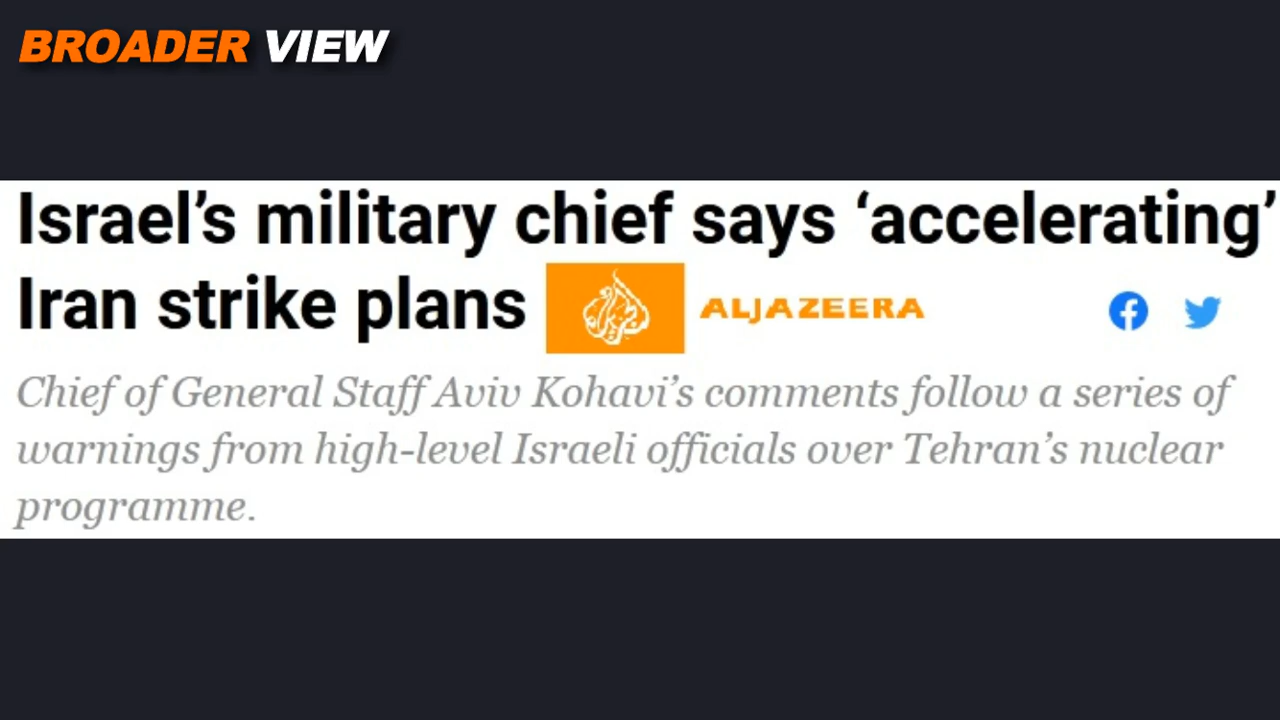 BROADER VIEW
Israel’s military chief says ‘accelerating’
Iran strike plans ALJAZEERA
Chief of General Staff Aviv Kohavi’s comments follow a series of
warnings from high-level Israeli officials over Tehran’s nuclear
programme.